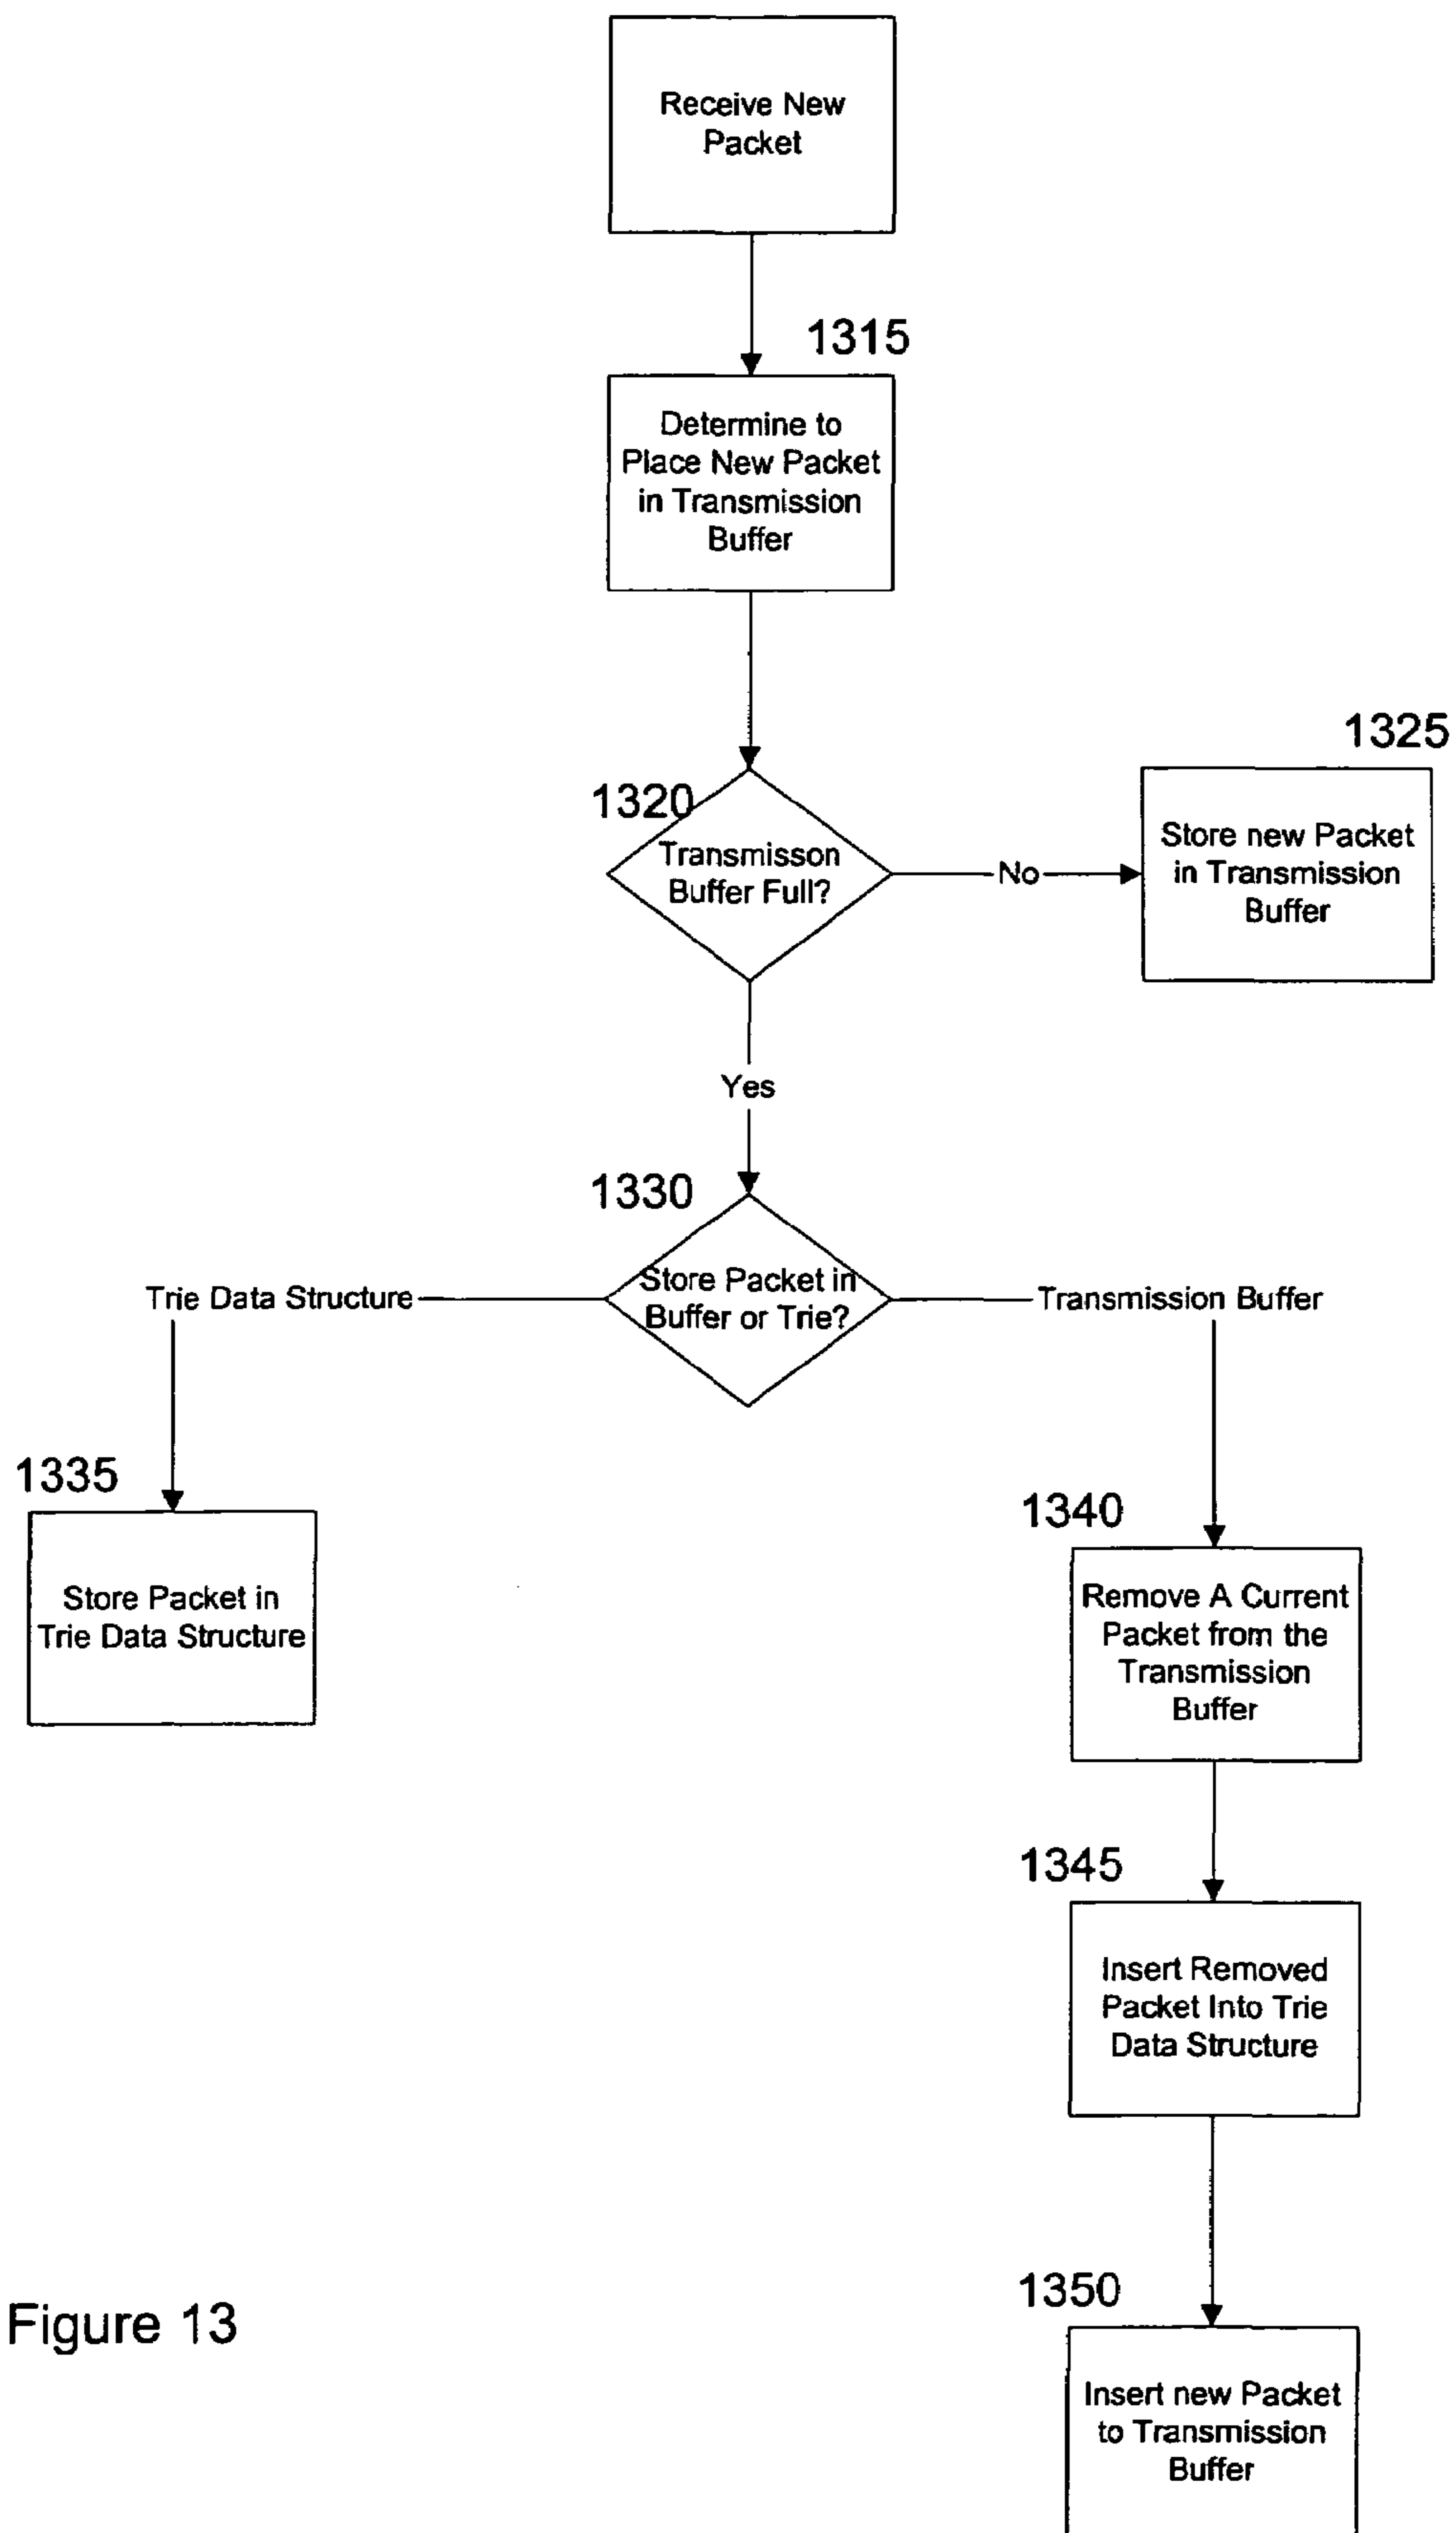 Receive New
Packet
1315
Determine to
Place New Packet
in Transmission
Buffer
1325
1320
Transmisson
Buffer Full?
No
Store new Packet
in Transmission
Buffer
Yes
1330
Store Packet in
Buffer or Trie?
Trie Data Structure
Transmission Buffer
1335
Store Packet in
Trie Data Structure
1340
Remove A Current
Packet from the
Transmission
Buffer
1345
Insert Removed
Packet Into Trie
Data Structure
1350
Insert new Packet
to Transmission
Buffer
Figure 13